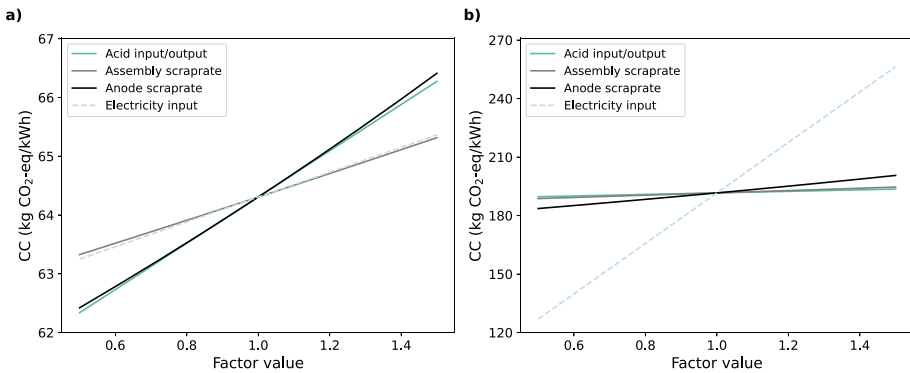 a)
67
66
65
64
63
62
CC (kg CO₂-eq/kWh)
Acid input/output
Assembly scraprate
Anode scraprate
Electricity input
0.6 0.8 1.0 1.2 1.4
Factor value
b)
270
240
210
180
150
120
CC (kg CO₂-eq/kWh)
Acid input/output
Assembly scraprate
Anode scraprate
Electricity input
0.6 0.8 1.0 1.2 1.4
Factor value